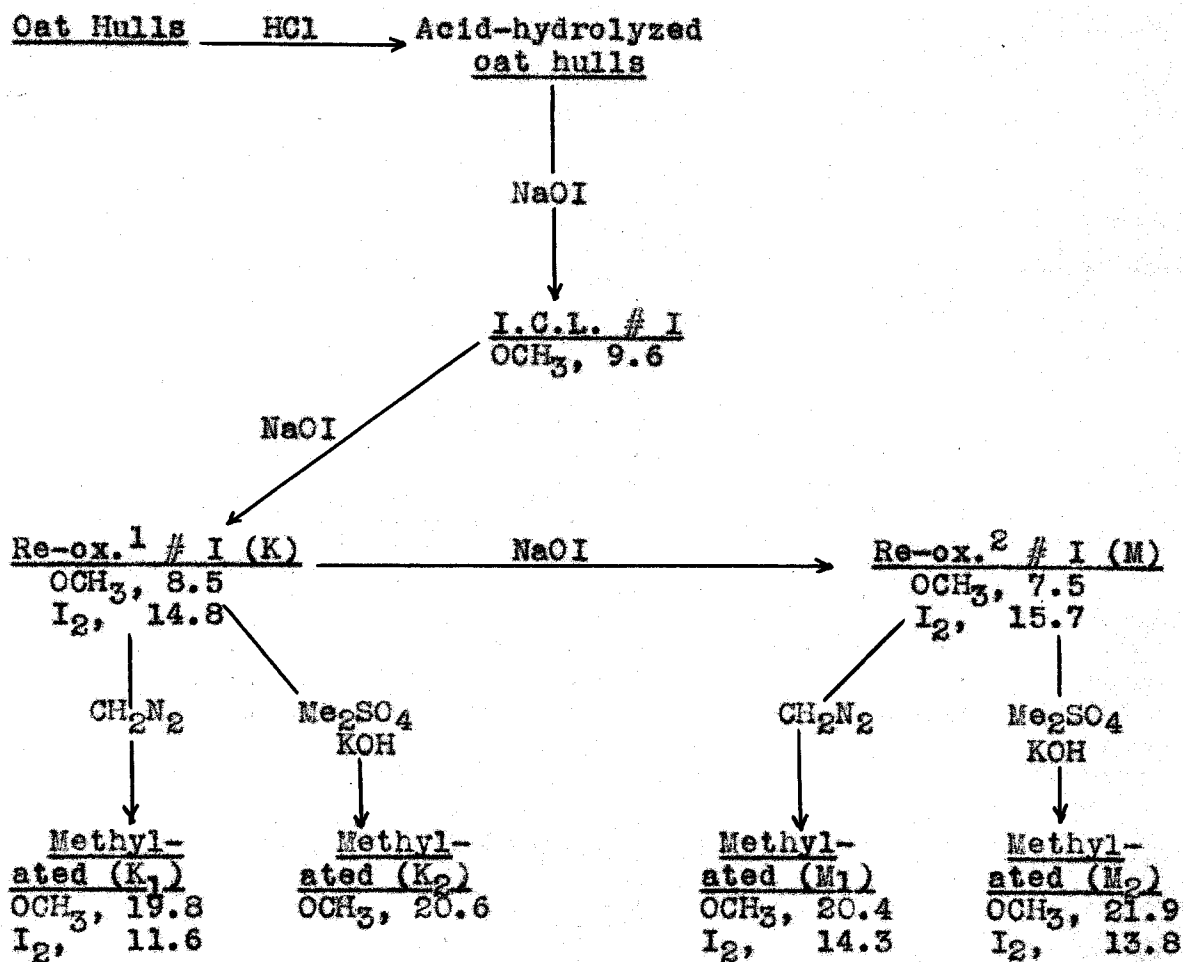 Oat Hulls HCl Acid-hydrolyzed
oat hulls
NaOI
I.C.L. # I
OCH3, 9.6
NaOI
Re-ox.1 # I (K) NaOI Re-ox.2 # I (M)
OCH3, 8.5 OCH3, 7.5
I2, 14.8 I2, 15.7
CH2N2 Me2SO4 CH2N2 Me2SO4
KOH KOH
Methyl- Methyl- Methyl- Methyl-
ated (K1) ated (K2) ated (M1) ated (M2)
OCH3, 19.8 OCH3, 20.6 OCH3, 20.4 OCH3, 21.9
I2, 11.6 I2, 14.3 I2, 13.8